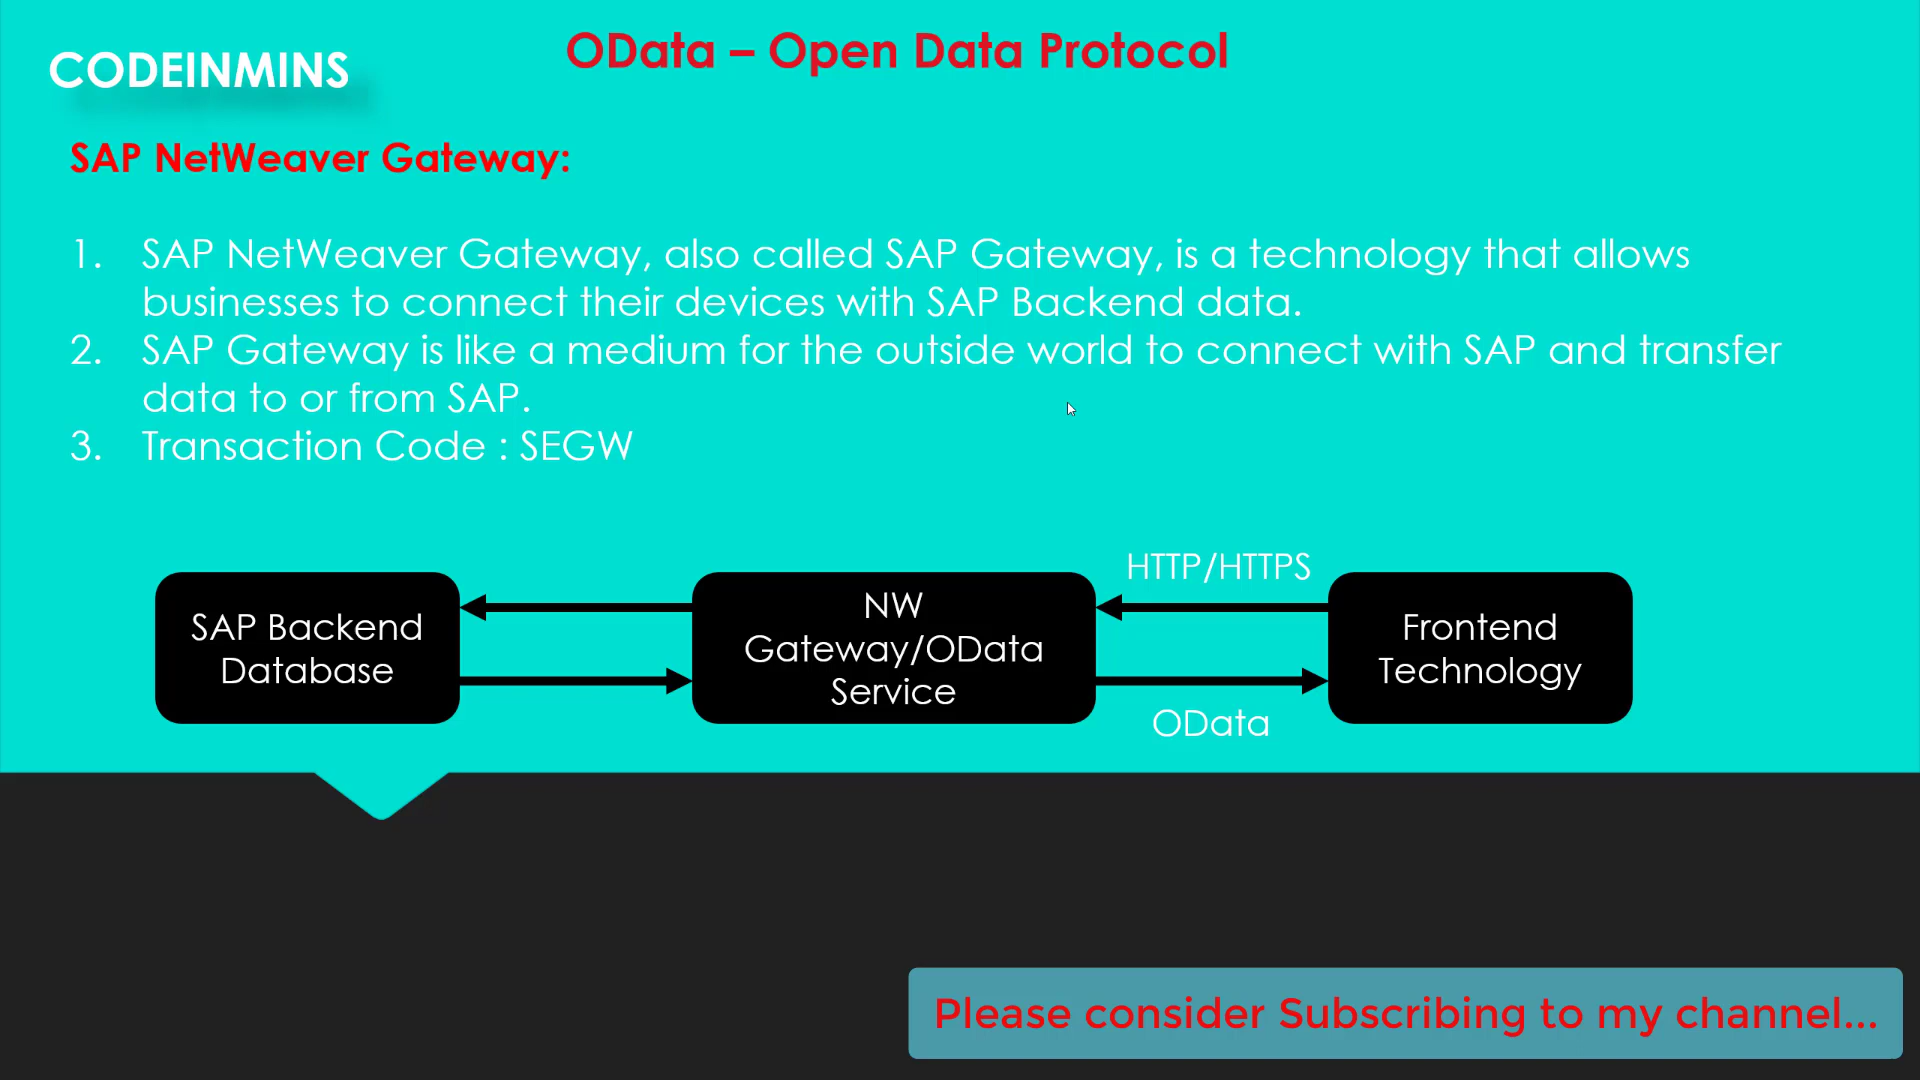 CODEINMINS
OData – Open Data Protocol
SAP NetWeaver Gateway:
1. SAP NetWeaver Gateway, also called SAP Gateway, is a technology that allows
businesses to connect their devices with SAP Backend data.
2. SAP Gateway is like a medium for the outside world to connect with SAP and transfer
data to or from SAP.
3. Transaction Code : SEGW
SAP Backend
Database
NW
Gateway/OData
Service
HTTP/HTTPS
OData
Frontend
Technology
Please consider Subscribing to my channel...